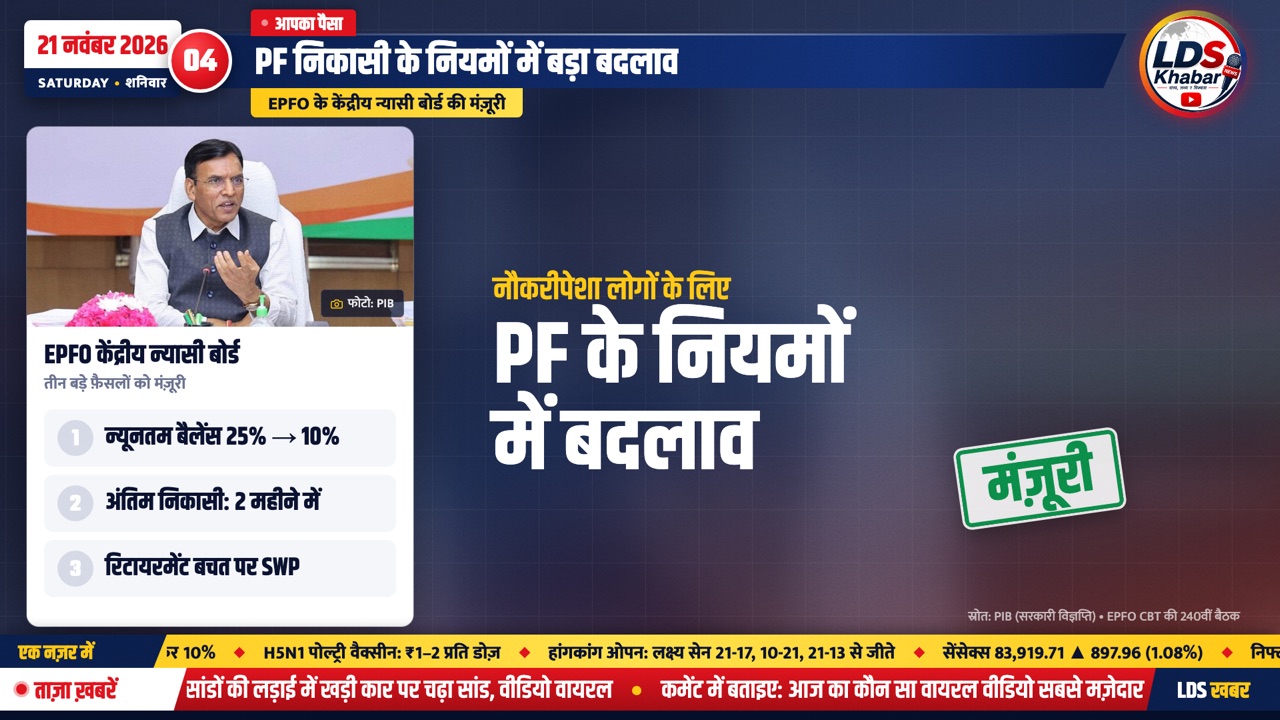 21 नवंबर 2026
SATURDAY • शनिवार
04
आपका पैसा
PF निकासी के नियमों में बड़ा बदलाव
EPFO के केंद्रीय न्यासी बोर्ड की मंज़ूरी
LDS
Khabar
NEWS
फोटो: PIB
EPFO केंद्रीय न्यासी बोर्ड
तीन बड़े फ़ैसलों को मंज़ूरी
1 न्यूनतम बैलेंस 25% → 10%
2 अंतिम निकासी: 2 महीने में
3 रिटायरमेंट बचत पर SWP
नौकरीपेशा लोगों के लिए
PF के नियमों
में बदलाव
मंज़ूरी
स्रोत: PIB (सरकारी विज्ञप्ति) • EPFO CBT की 240वीं बैठक
एक नज़र में
10% ♦ H5N1 पोल्ट्री वैक्सीन: ₹1–2 प्रति डोज़ ♦ हांगकांग ओपन: लक्ष्य सेन 21-17, 10-21, 21-13 से जीते ♦ सेंसेक्स 83,919.71 ▲ 897.96 (1.08%) ♦
ताज़ा ख़बरें
सांडों की लड़ाई में खड़ी कार पर चढ़ा सांड, वीडियो वायरल • कमेंट में बताइए: आज का कौन सा वायरल वीडियो सबसे मज़ेदार
LDS खबर